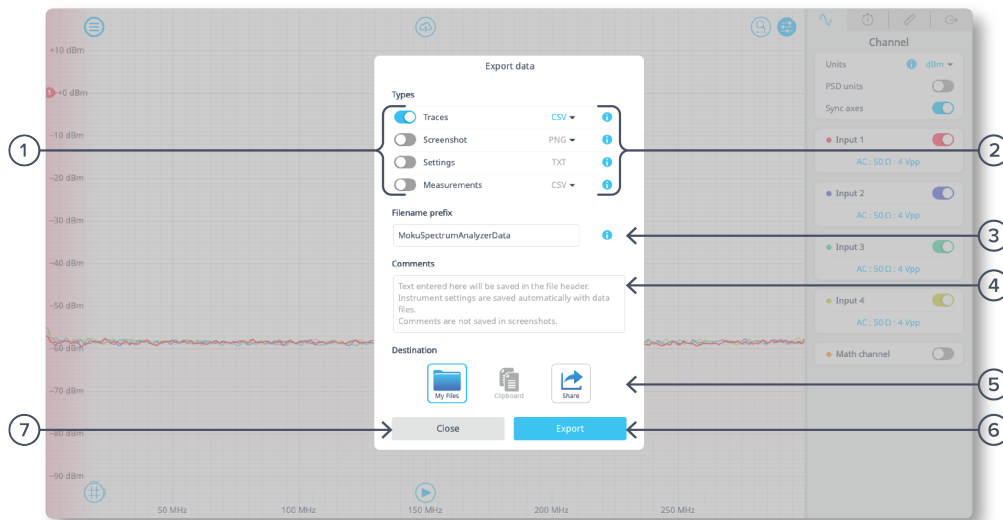 +10 dBm
1 +0 dBm
−10 dBm
−20 dBm
−30 dBm
−40 dBm
−50 dBm
−60 dBm
−70 dBm
−80 dBm
−90 dBm
50 MHz
100 MHz
150 MHz
200 MHz
250 MHz
Export data
Types
Traces CSV
Screenshot PNG
Settings TXT
Measurements CSV
Filename prefix
MokuSpectrumAnalyzerData
Comments
Text entered here will be saved in the file header.
Instrument settings are saved automatically with data
files.
Comments are not saved in screenshots.
Destination
My Files
Clipboard
Share
Close
Export
Channel
Units dBm
PSD units
Sync axes
Input 1
AC : 50 Ω : 4 Vpp
Input 2
AC : 50 Ω : 4 Vpp
Input 3
AC : 50 Ω : 4 Vpp
Input 4
AC : 50 Ω : 4 Vpp
Math channel
1
2
3
4
5
6
7